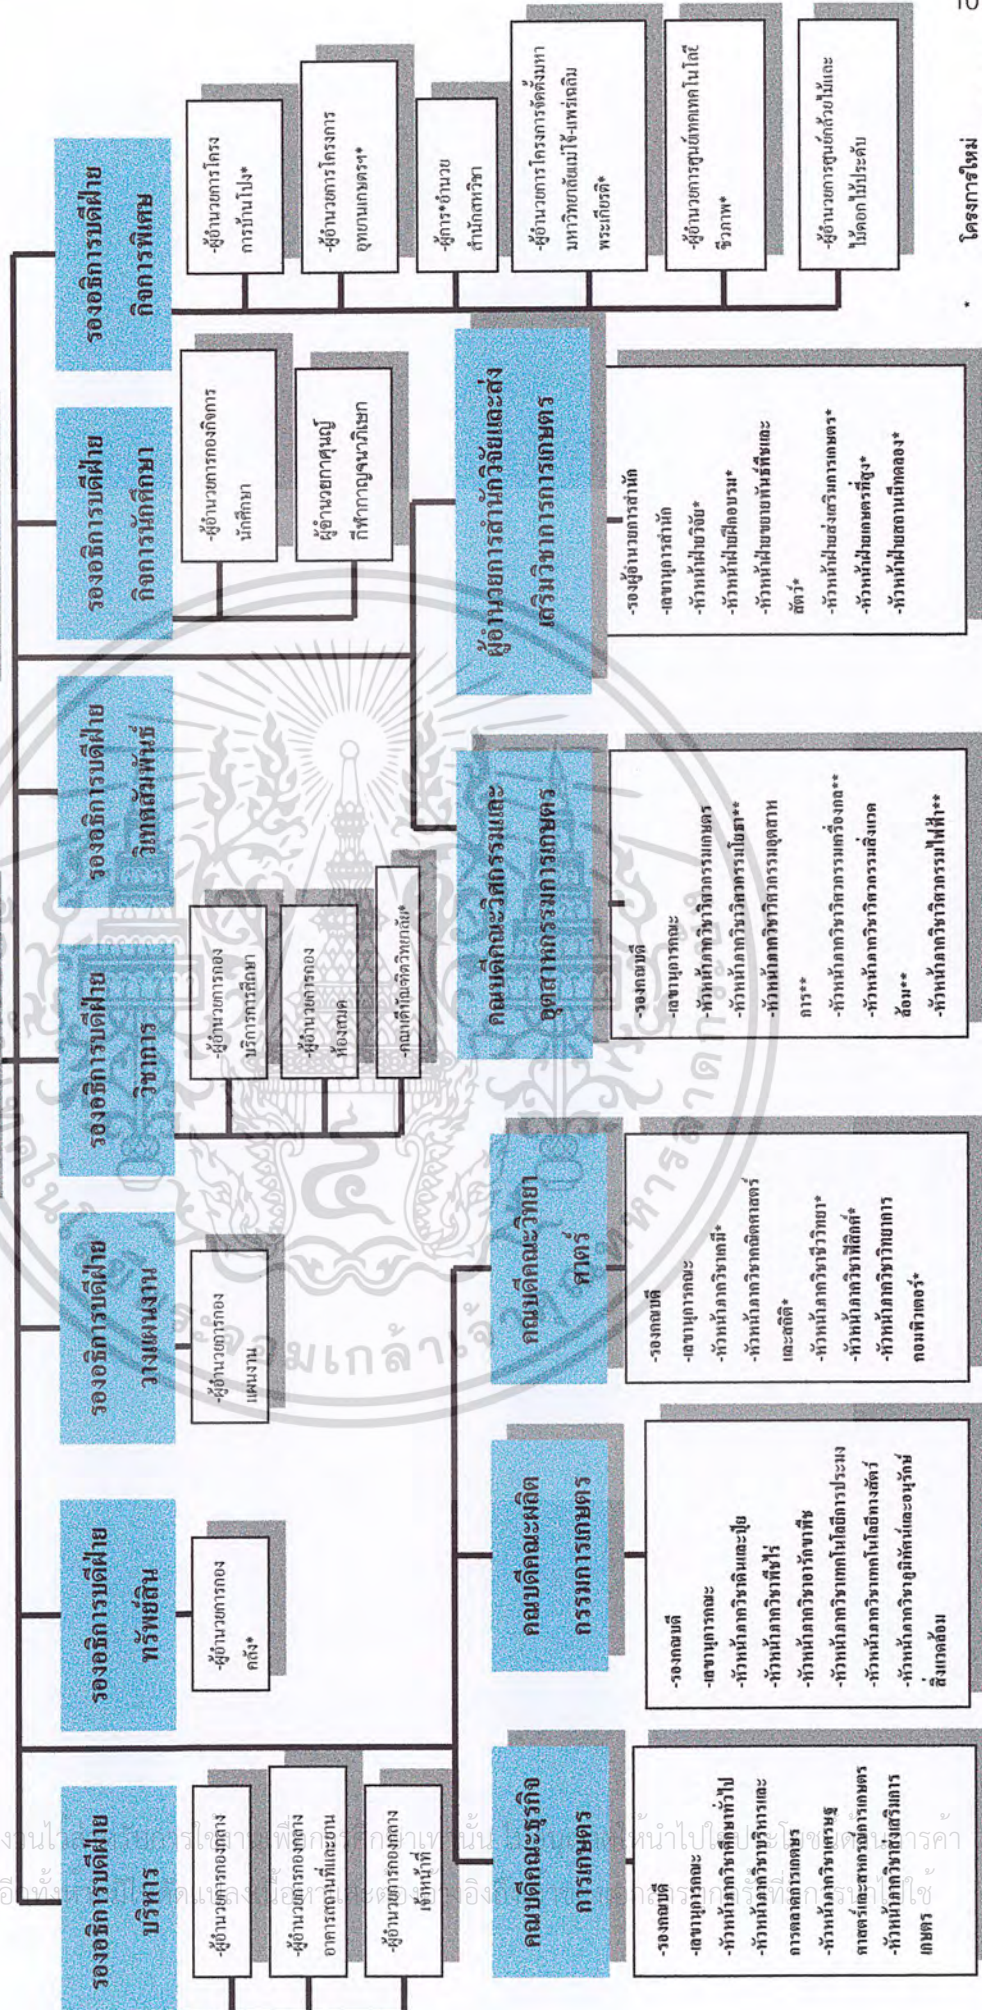 รองอธิการบดีฝ่าย
บริหาร
-ผู้อำนวยการกองกลาง
-ผู้อำนวยการกองกลาง
อาคารสถานที่และยาน
-ผู้อำนวยการกองกลาง
เจ้าหน้าที่
รองอธิการบดีฝ่าย
ทรัพย์สิน
-ผู้อำนวยการกอง
คลัง*
รองอธิการบดีฝ่าย
วางแผนงาน
-ผู้อำนวยการกอง
แผนงาน
รองอธิการบดีฝ่าย
วิชาการ
-ผู้อำนวยการกอง
บริการการศึกษา
-ผู้อำนวยการกอง
ห้องสมุด
-คณบดีบัณฑิตวิทยาลัย*
รองอธิการบดีฝ่าย
วิเทศสัมพันธ์
รองอธิการบดีฝ่าย
กิจการนักศึกษา
-ผู้อำนวยการกองกิจการ
นักศึกษา
ผู้อำนวยกาศูนญ์
กีฬากาญจนาภิเษก
รองอธิการบดีฝ่าย
กิจการพิเศษ
-ผู้อำนวยการโครง
การบ้านโปง*
-ผู้อำนวยการโครงการ
อุทยานเกษตรฯ*
-ผู้การ*อำนวย
สำนักสหวิชา
-ผู้อำนวยการโครงการจัดตั้งมหา
มหาวิทยาลัยแม่โจ้-แพร่เฉลิม
พระเกียรติ*
-ผู้อำนวยการศูนย์เทคเทคโนโลยี
ชีวภาพ*
-ผู้อำนวยการศูนย์กล้วยไม้และ
ไม้ดอกไม้ประดับ
คณบดีคณะธุรกิจ
การเกษตร
-รองคณบดี
-เลขานุการคณะ
-หัวหน้าภาควิชาศึกษาทั่วไป
-หัวหน้าภาควิชาบริหารและ
การตลาดการเกษตร
-หัวหน้าภาควิชาเศรษฐ
ศาสตร์และสหกรณ์การเกษตร
-หัวหน้าภาควิชาส่งเสริมการ
เกษตร
คณบดีคณะผลิต
กรรมการเกษตร
-รองคณบดี
-เลขานุการคณะ
-หัวหน้าภาควิชาดินและปุ๋ย
-หัวหน้าภาควิชาพืชไร่
-หัวหน้าภาควิชาอารักขาพืช
-หัวหน้าภาควิชาเทคโนโลยีการประมง
-หัวหน้าภาควิชาเทคโนโลยีทางสัตว์
-หัวหน้าภาควิชาภูมิทัศน์และอนุรักษ์
สิ่งแวดล้อม
คณบดีคณะวิทยา
ศาตร์
-รองคณบดี
-เลขานุการคณะ
-หัวหน้าภาควิชาเคมี*
-หัวหน้าภาควิชาคณิตศาสตร์
และสถิติ*
-หัวหน้าภาควิชาชีววิทยา*
-หัวหน้าภาควิชาฟิสิกส์*
-หัวหน้าภาควิชาวิทยาการ
คอมพิวเตอร์*
คณบดีคณะวิศกรรมและ
อุตสาหกรรมการเกษตร
-รองคณบดี
-เลขานุการคณะ
-หัวหน้าภาควิชาวิศกรรมเกษตร
-หัวหน้าภาควิชาวิศวกรรมโยธา**
-หัวหน้าภาควิชาวิศวกรรมอุตสาห
การ**
-หัวหน้าภาควิชาวิศวกรรมเครื่องกล**
-หัวหน้าภาควิชาวิศวกรรมสิ่งแวด
ล้อม**
-หัวหน้าภาควิชาวิศวกรรมไฟฟ้า**
ผู้อำนวยการสำนักวิจัยและส่ง
เสริมวิชาการการเกษตร
-รองผู้อำนวยการสำนัก
-เลขานุการสำนัก
-หัวหน้าฝ่ายวิจัย*
-หัวหน้าฝ่ายฝึกอบรม*
-หัวหน้าฝ่ายขยายพันธ์พืชและ
สัตว์*
-หัวหน้าฝ่ายส่งเสริมการเกษตร*
-หัวหน้าฝ่ายเกษตรที่สูง*
-หัวหน้าฝ่ายสถานนีทดลอง*
* โครงการใหม่
10